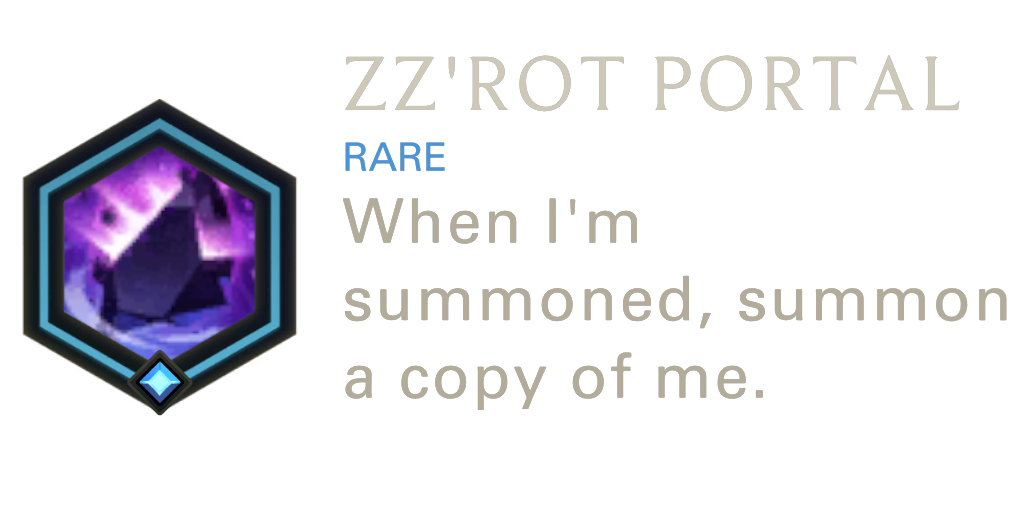 ZZ'ROT PORTAL
RARE
When I'm
summoned, summon
a copy of me.